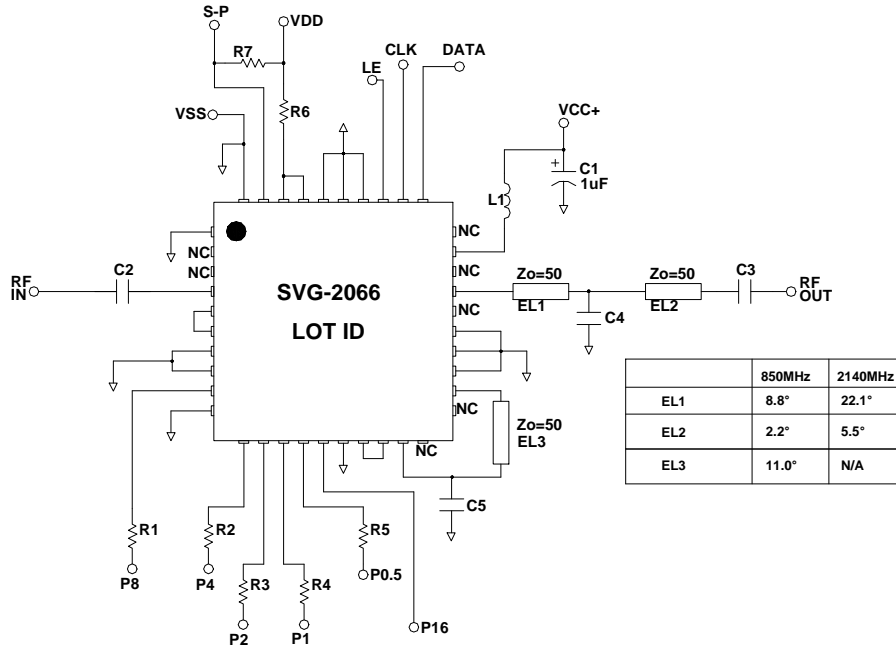 S-P
VDD
R7
CLK
DATA
LE
R6
VSS
VCC+
+
C1
1uF
L1
NC
NC
NC
NC
RF
IN
C2
SVG-2066
LOT ID
Zo=50
EL1
C4
Zo=50
EL2
C3
RF
OUT
NC
NC
NC
Zo=50
EL3
C5
850MHz 2140MHz
EL1 8.8° 22.1°
EL2 2.2° 5.5°
EL3 11.0° N/A
R1
R2
R5
P8
P4
R3
R4
P0.5
P2
P1
P16